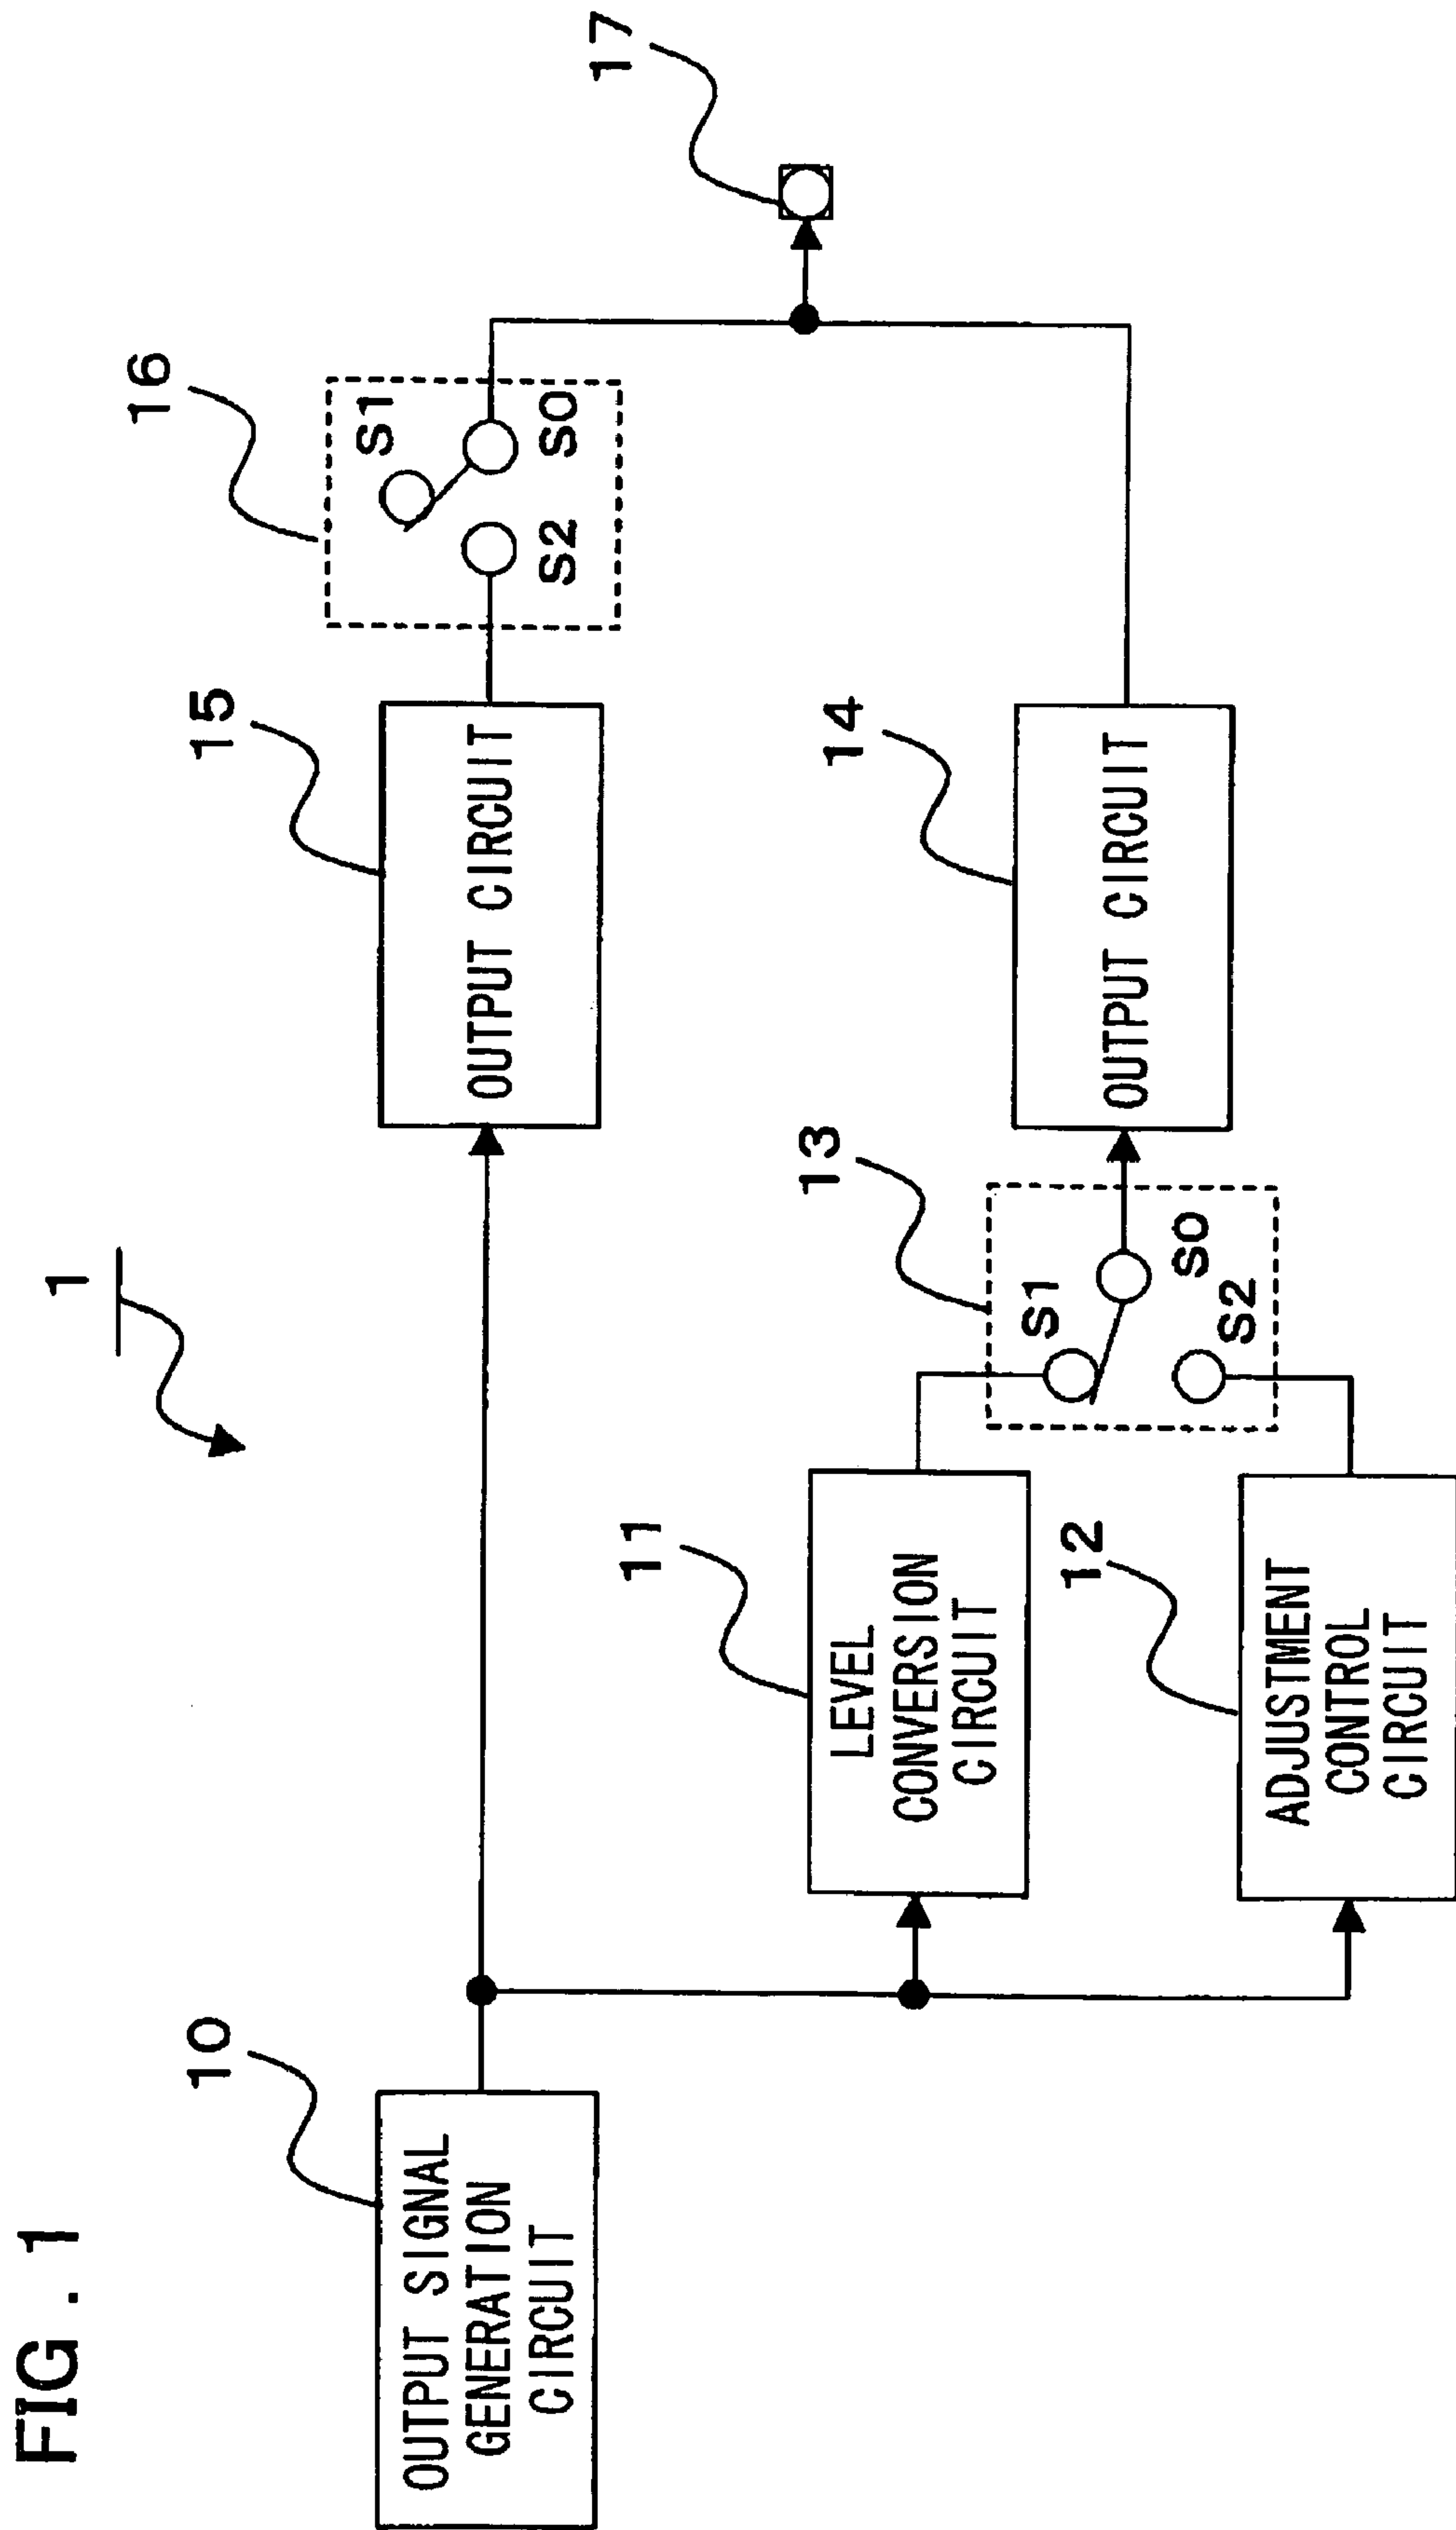 FIG. 1
1
10
OUTPUT SIGNAL
GENERATION
CIRCUIT
15
OUTPUT CIRCUIT
16
S1
S2
S0
17
11
LEVEL
CONVERSION
CIRCUIT
12
ADJUSTMENT
CONTROL
CIRCUIT
13
S1
S0
S2
14
OUTPUT CIRCUIT